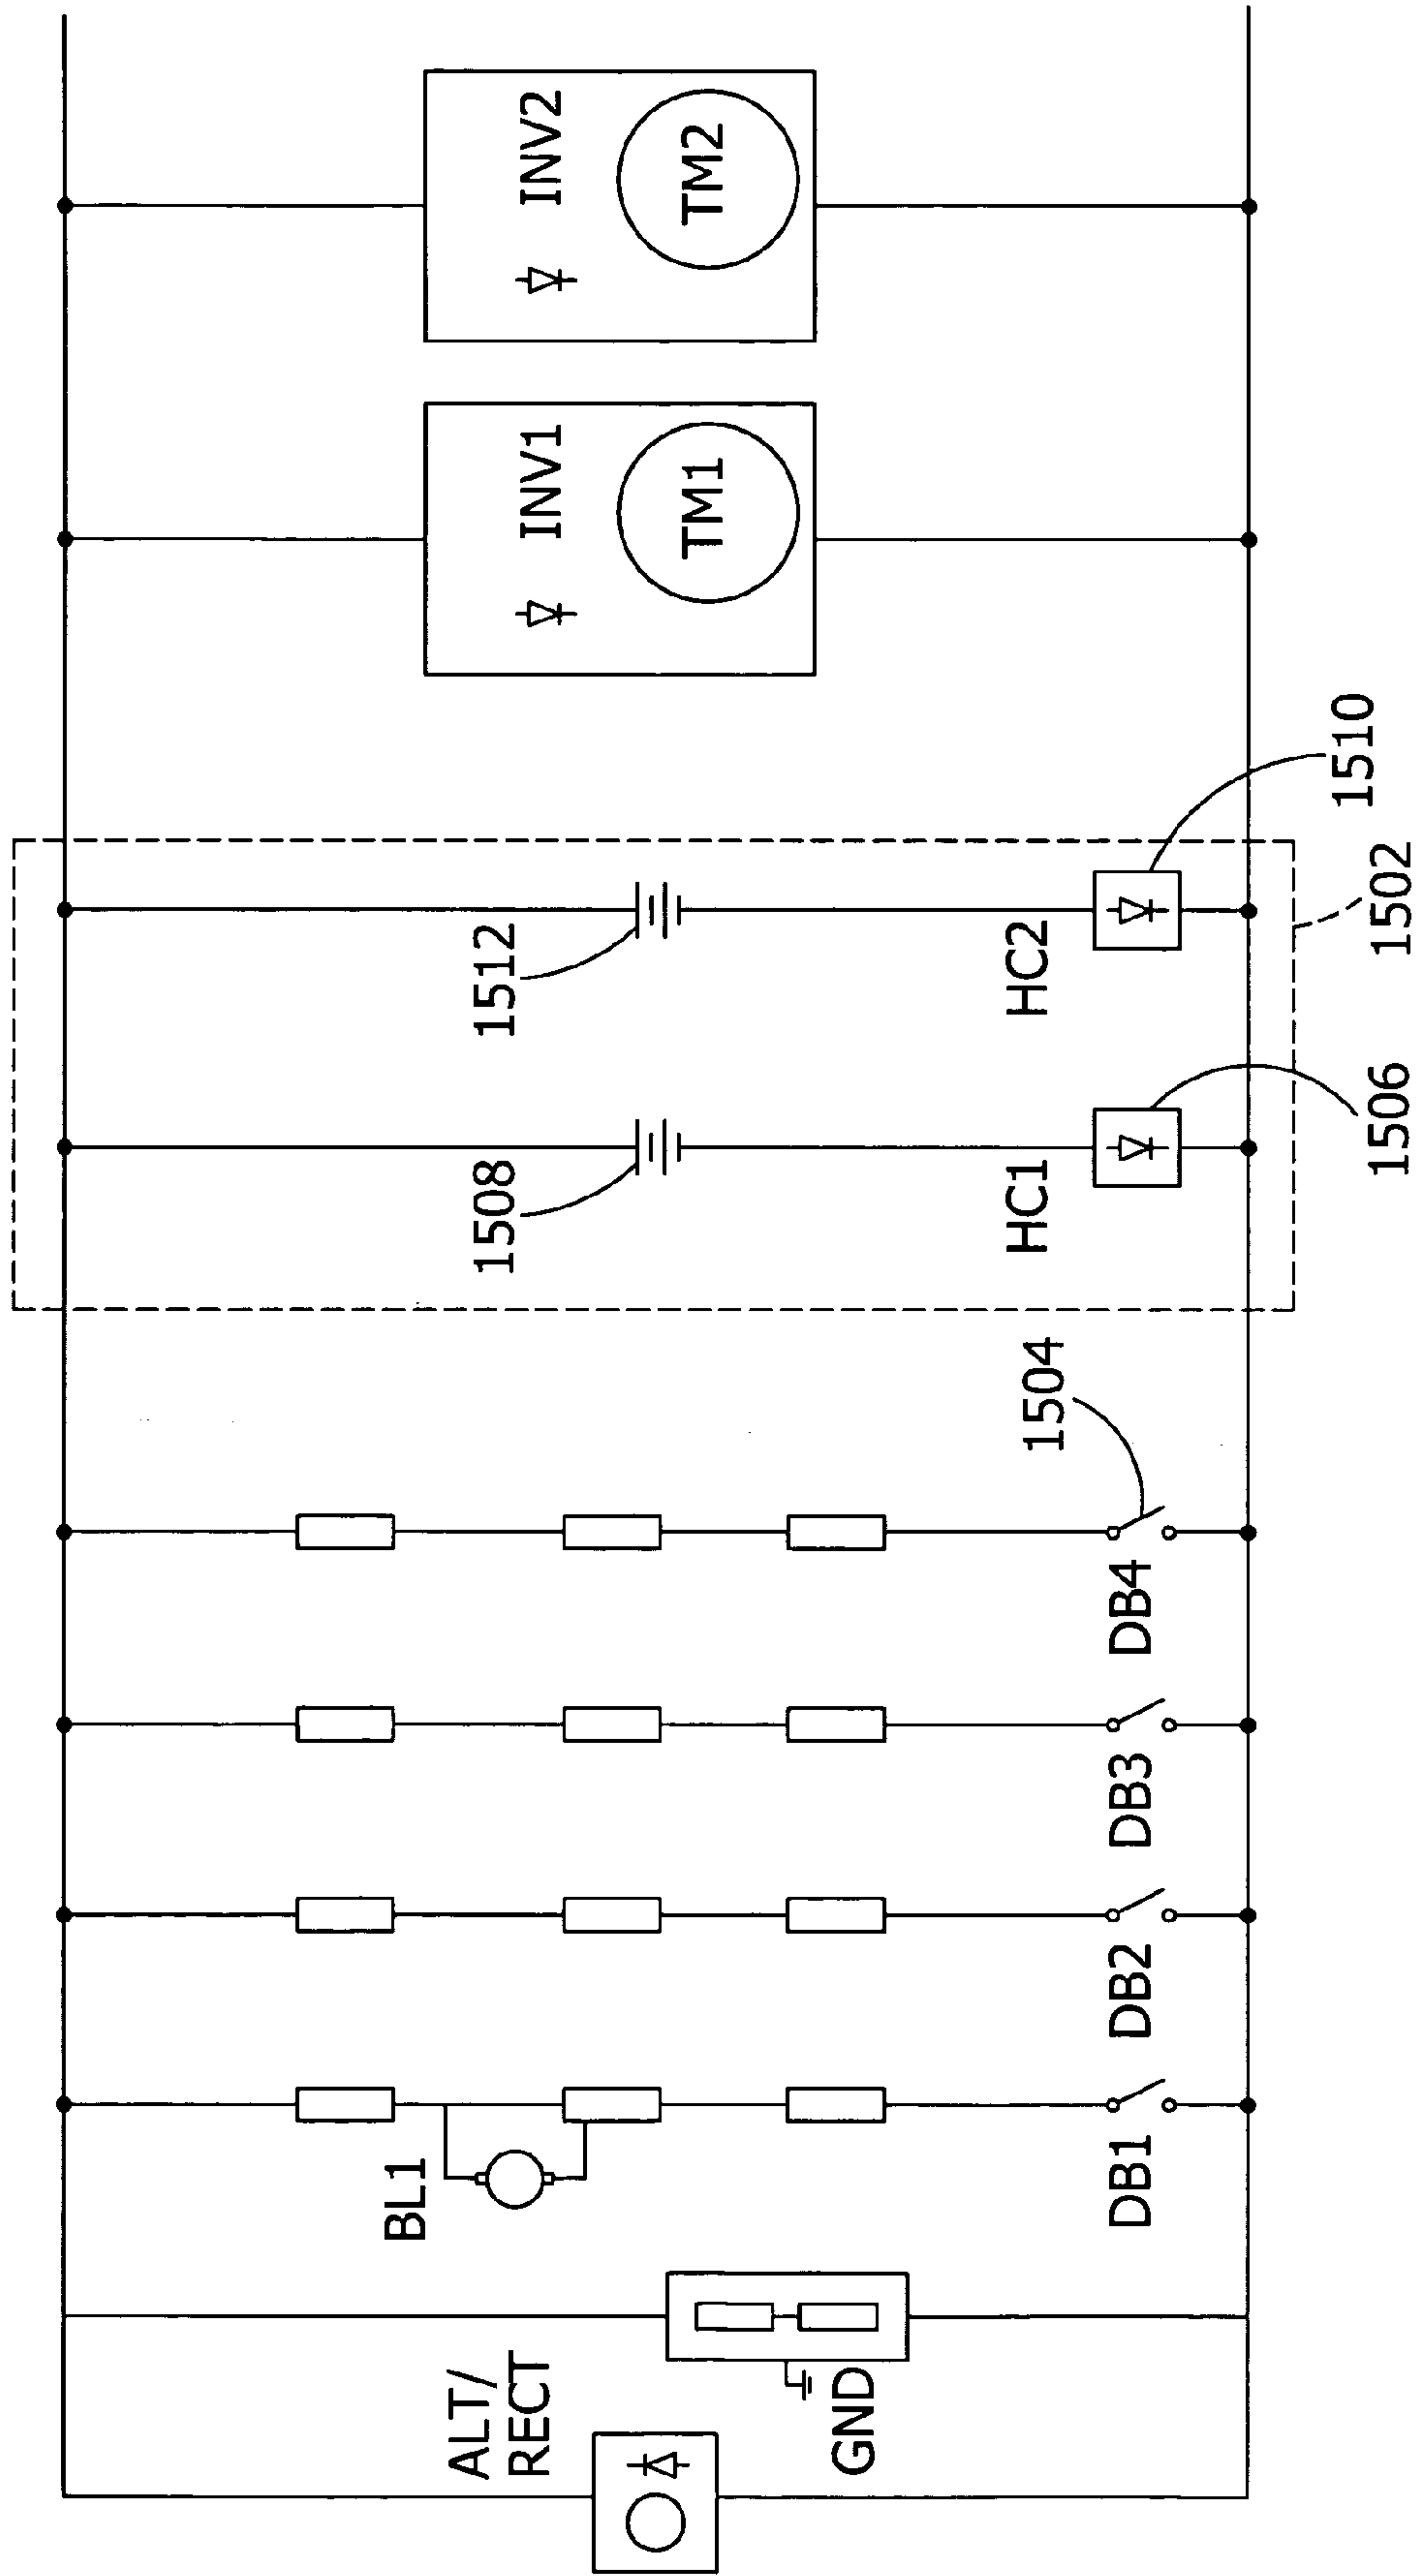 ALT/
RECT
GND
BL1
DB1
DB2
DB3
DB4
1504
1508
HC1
1506
1512
HC2
1510
1502
INV1
TM1
INV2
TM2